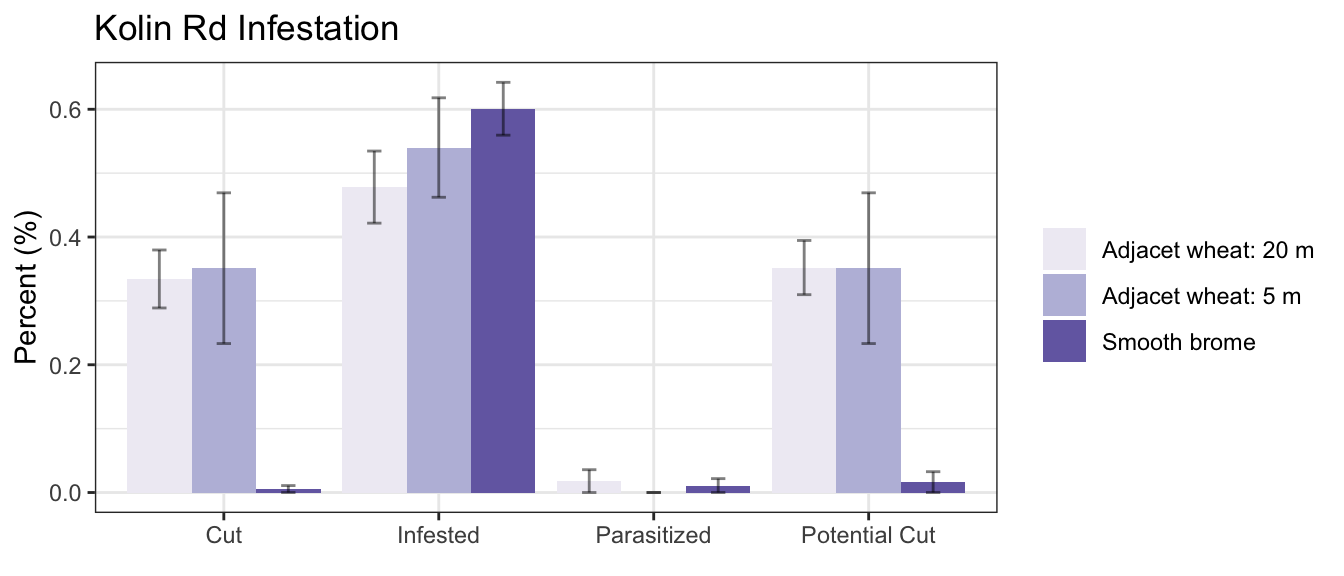 Kolin Rd Infestation
Percent (%)
0.6
0.4
0.2
0.0
Cut
Infested
Parasitized
Potential Cut
Adjacet wheat: 20 m
Adjacet wheat: 5 m
Smooth brome